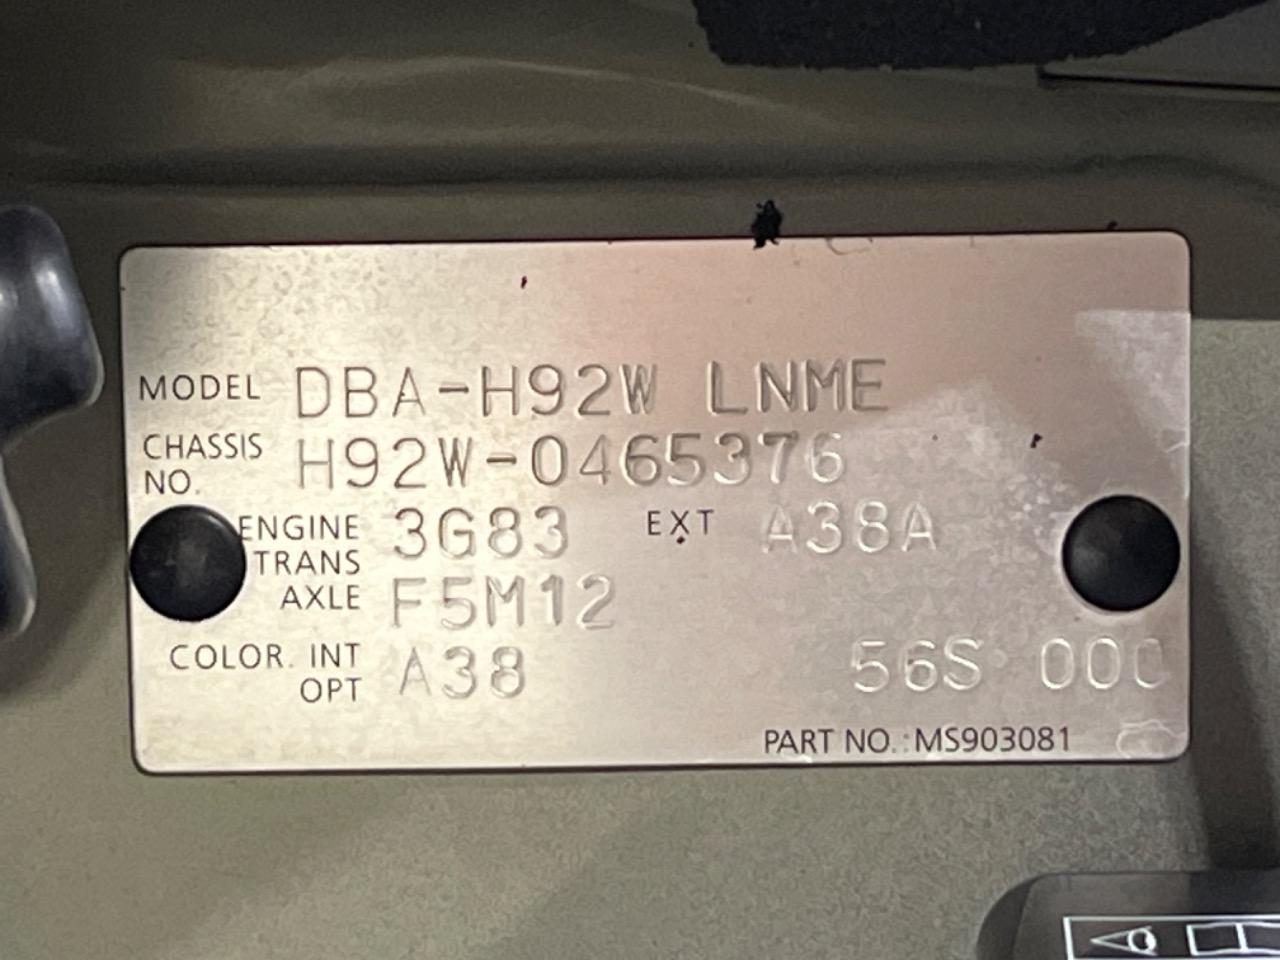 MODEL DBA-H92W LNME
CHASSIS NO. H92W-0465376
ENGINE 3G83 EXT A38A
TRANS AXLE F5M12
COLOR. INT OPT A38 56S 000
PART NO.:MS903081